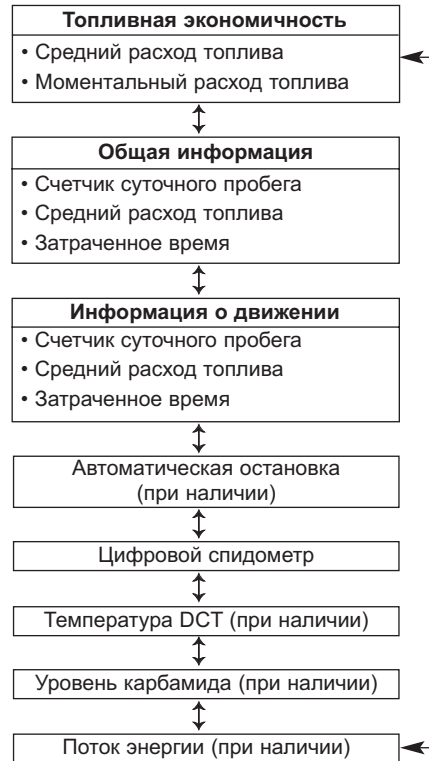 Топливная экономичность
• Средний расход топлива
• Моментальный расход топлива
Общая информация
• Счетчик суточного пробега
• Средний расход топлива
• Затраченное время
Информация о движении
• Счетчик суточного пробега
• Средний расход топлива
• Затраченное время
Автоматическая остановка
(при наличии)
Цифровой спидометр
Температура DCT (при наличии)
Уровень карбамида (при наличии)
Поток энергии (при наличии)